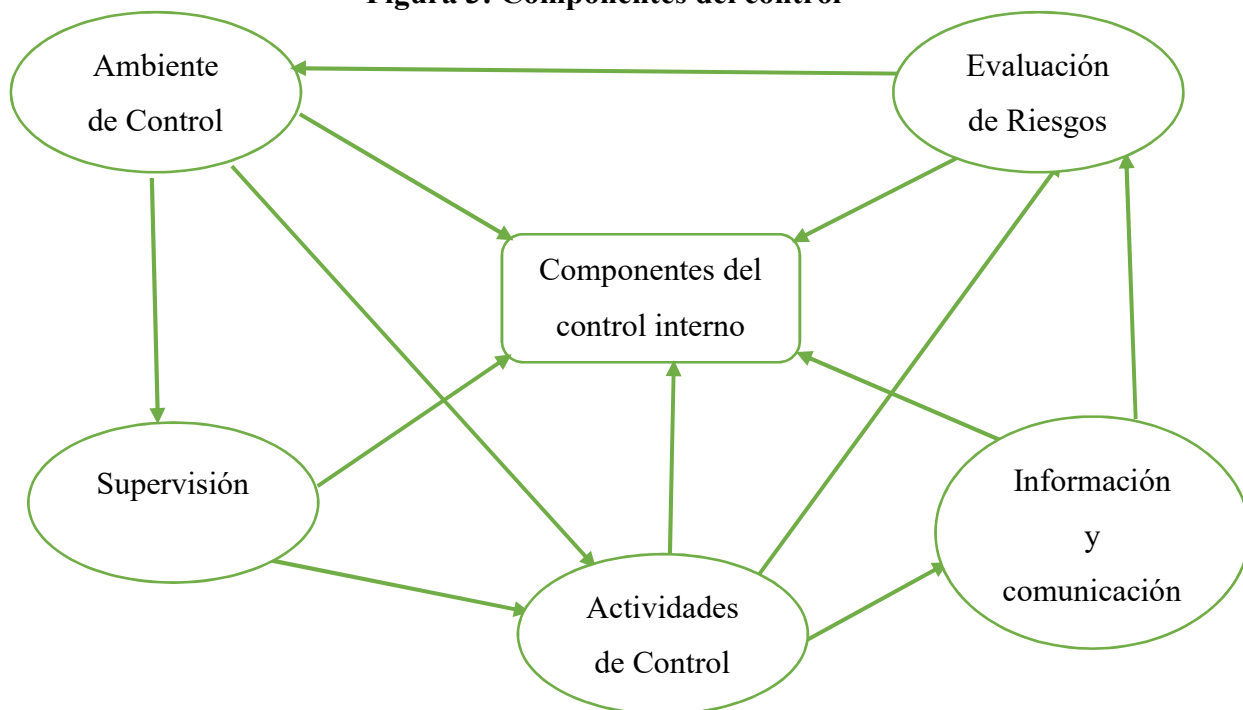 Componentes del control
Ambiente
de Control
Evaluación
de Riesgos
Componentes del
control interno
Supervisión
Información
y
comunicación
Actividades
de Control